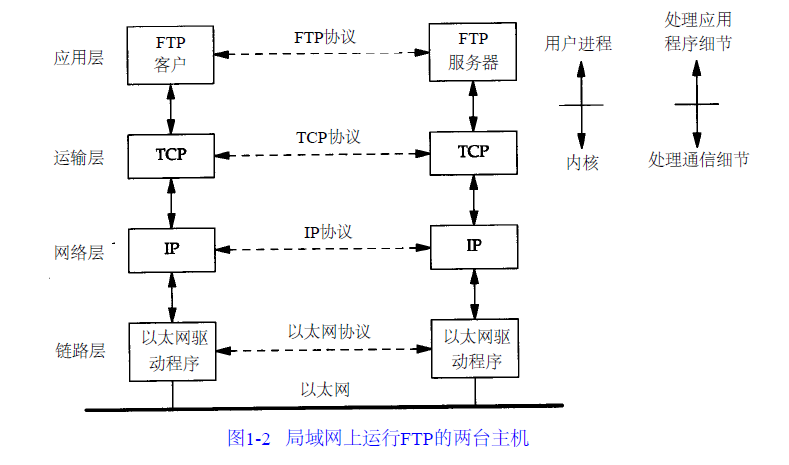 应用层
FTP
客户
FTP协议
FTP
服务器
用户进程
处理应用
程序细节
运输层
TCP
TCP协议
TCP
内核
处理通信细节
网络层
IP
IP协议
IP
链路层
以太网驱
动程序
以太网协议
以太网驱
动程序
以太网
图1-2 局域网上运行FTP的两台主机